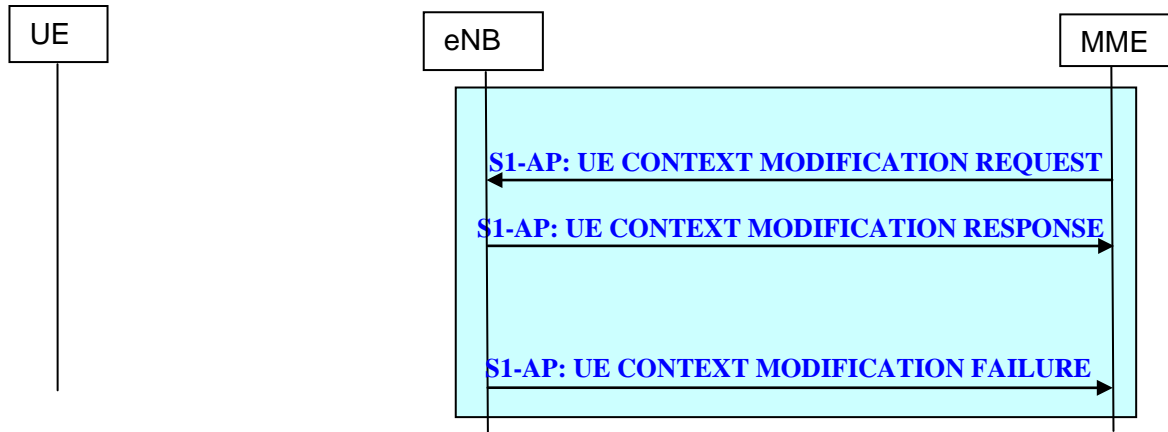 UE
eNB
MME
S1-AP: UE CONTEXT MODIFICATION REQUEST
S1-AP: UE CONTEXT MODIFICATION RESPONSE
S1-AP: UE CONTEXT MODIFICATION FAILURE